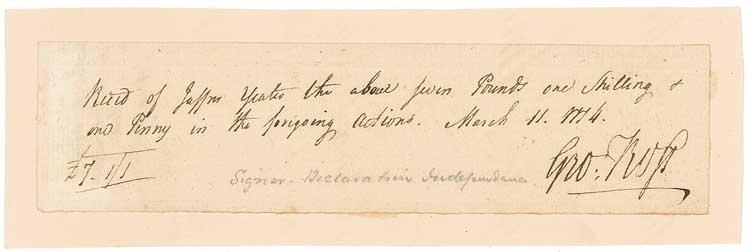 Recd of Jasper Yeates the above seven Pounds one Shilling &
one Penny in the foregoing Actions. March 11. 1774.
£7. 1/1
Signer - Declaration Independence
Geo: Ross